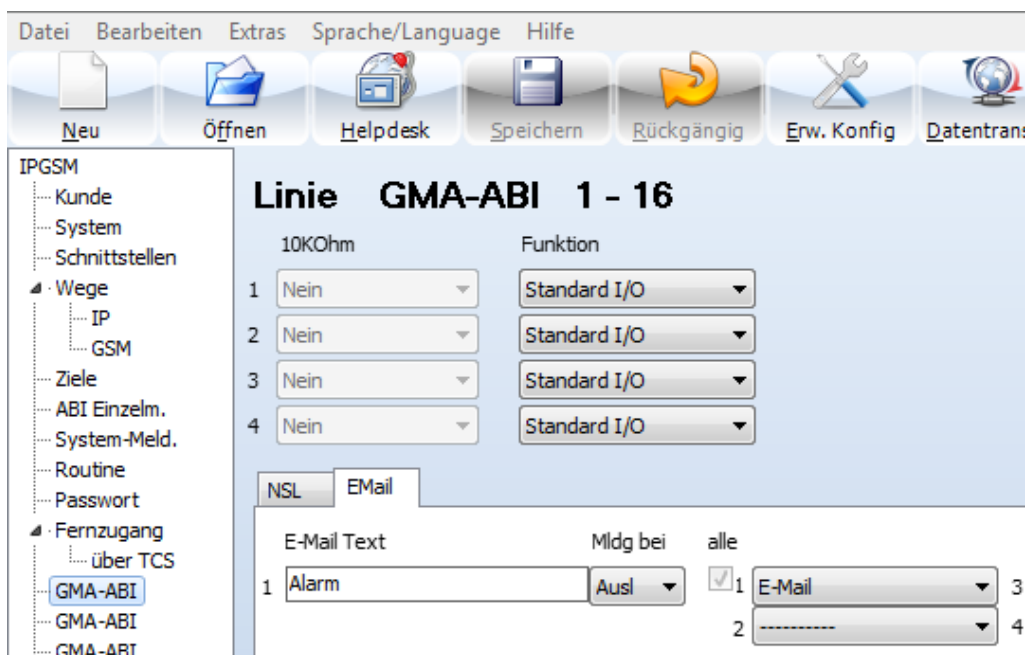 Datei Bearbeiten Extras Sprache/Language Hilfe
Neu Öffnen Helpdesk Speichern Rückgängig Erw. Konfig Datentrans
IPGSM
Kunde
System
Schnittstellen
Wege
IP
GSM
Ziele
ABI Einzelm.
System-Meld.
Routine
Passwort
Fernzugang
über TCS
GMA-ABI
GMA-ABI
GMA-ABI
Linie GMA-ABI 1 - 16
10KOhm Funktion
1 Nein Standard I/O
2 Nein Standard I/O
3 Nein Standard I/O
4 Nein Standard I/O
NSL EMail
E-Mail Text Mldg bei alle
1 Alarm Ausl 1 E-Mail 3
2 ---------- 4